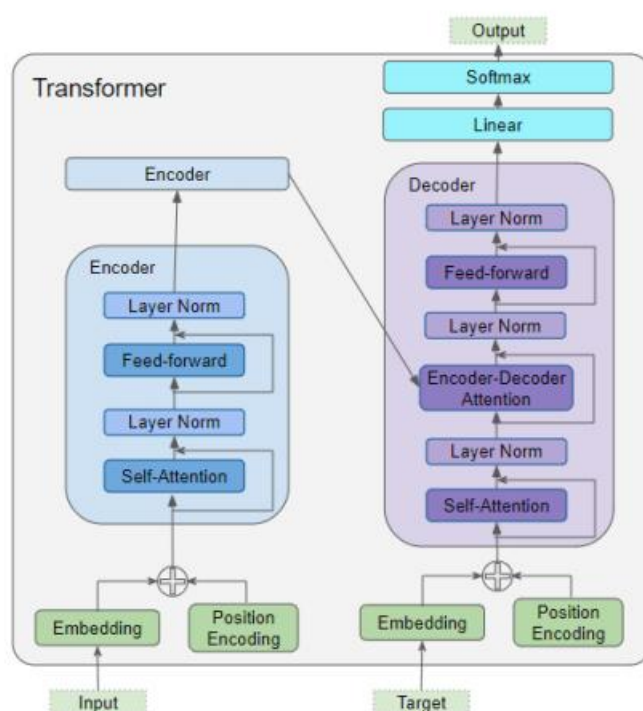 Output
Softmax
Transformer
Linear
Encoder
Decoder
Layer Norm
Encoder
Feed-forward
Layer Norm
Layer Norm
Feed-forward
Encoder-Decoder
Attention
Layer Norm
Layer Norm
Self-Attention
Self-Attention
Embedding
Position
Encoding
Embedding
Position
Encoding
Input
Target